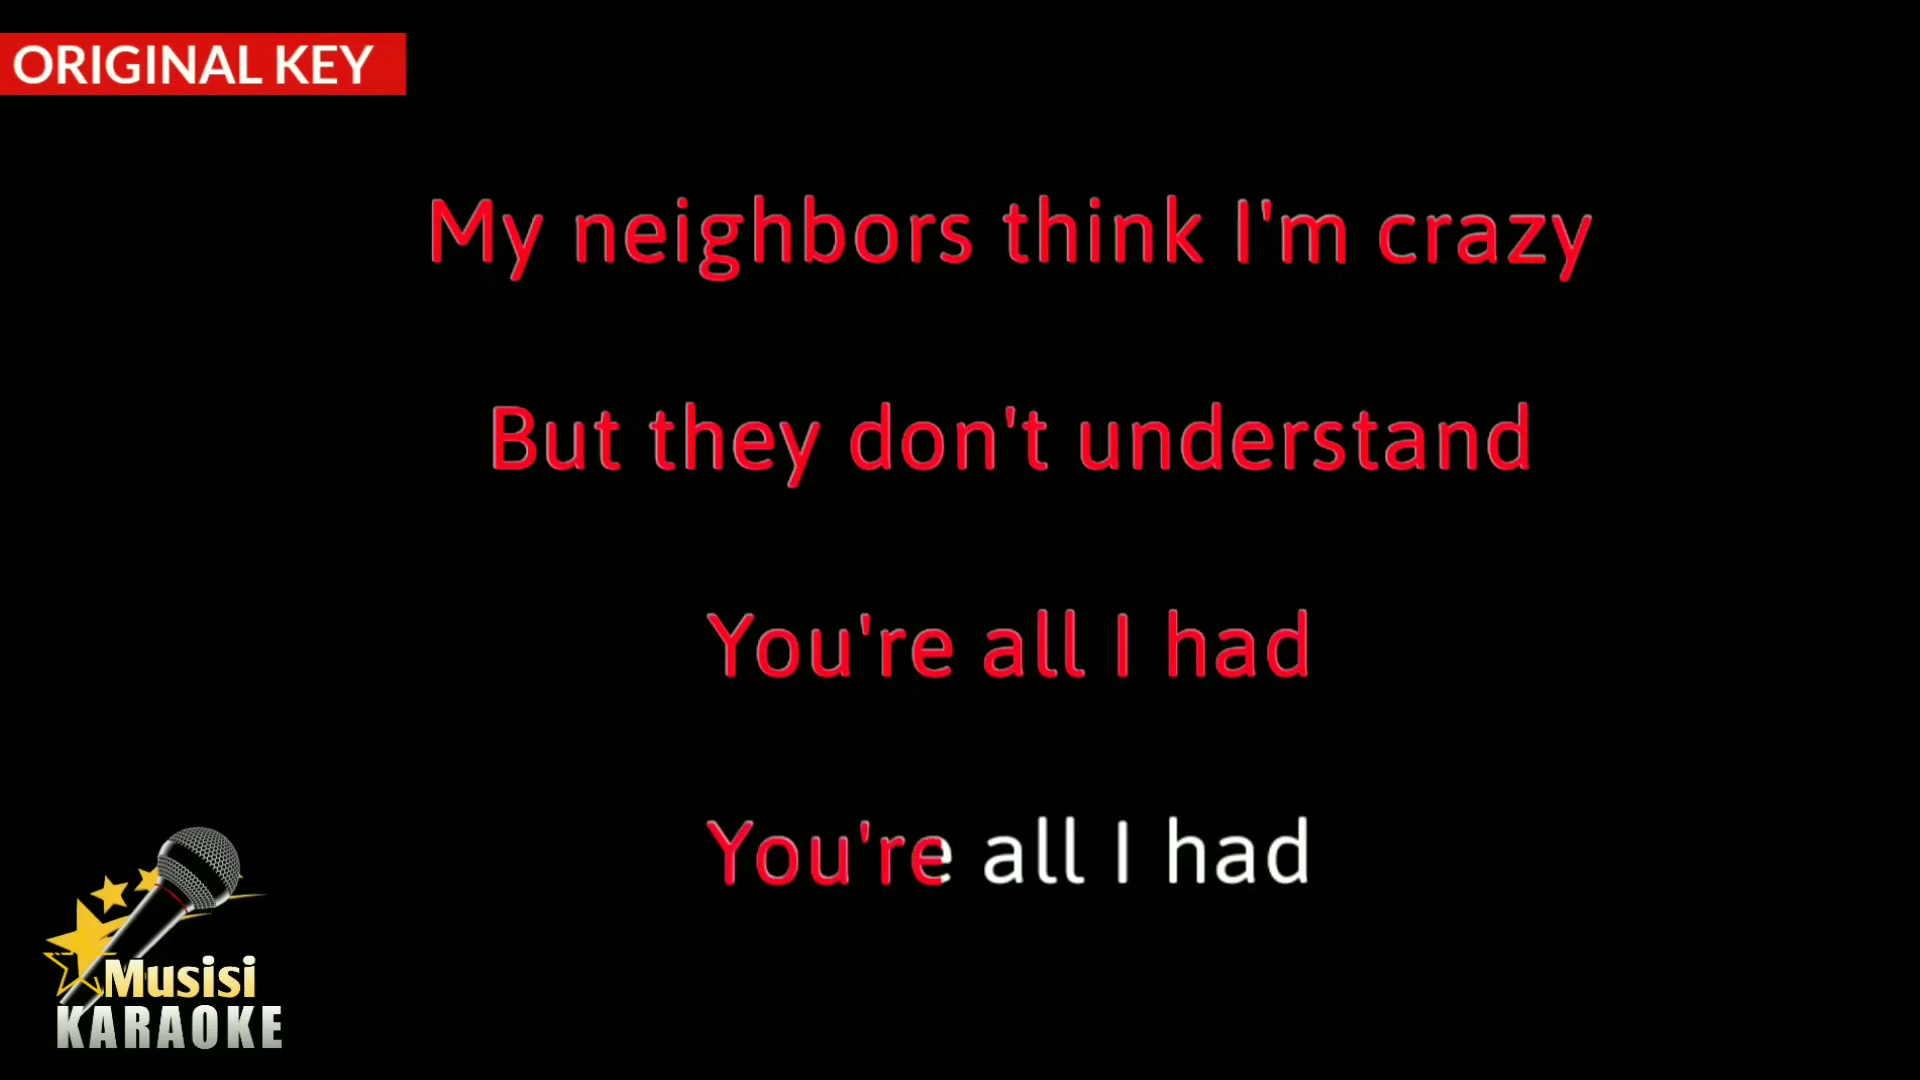 ORIGINAL KEY
My neighbors think I'm crazy
But they don't understand
You're all I had
You're all I had
Musisi
KARAOKE